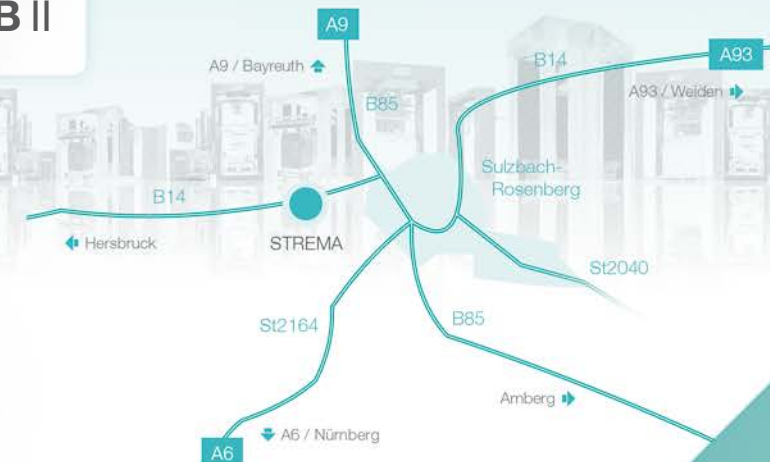 B II
A9
A9 / Bayreuth
B14
A93
A93 / Weiden
B85
Sulzbach-
Rosenberg
B14
Hersbruck
STREMA
St2040
St2164
B85
Amberg
A6 / Nürnberg
A6